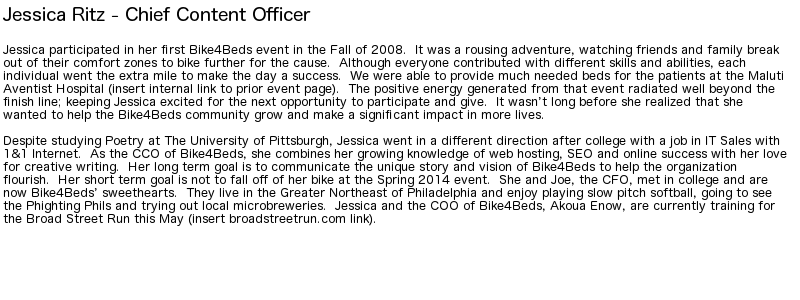 Jessica Ritz - Chief Content Officer
Jessica participated in her first Bike4Beds event in the Fall of 2008.  It was a rousing adventure, watching friends and family break
out of their comfort zones to bike further for the cause.  Although everyone contributed with different skills and abilities, each
individual went the extra mile to make the day a success.  We were able to provide much needed beds for the patients at the Maluti
Aventist Hospital (insert internal link to prior event page).  The positive energy generated from that event radiated well beyond the
finish line; keeping Jessica excited for the next opportunity to participate and give.  It wasn't long before she realized that she
wanted to help the Bike4Beds community grow and make a significant impact in more lives.
Despite studying Poetry at The University of Pittsburgh, Jessica went in a different direction after college with a job in IT Sales with
1&1 Internet.  As the CCO of Bike4Beds, she combines her growing knowledge of web hosting, SEO and online success with her love
for creative writing.  Her long term goal is to communicate the unique story and vision of Bike4Beds to help the organization
flourish.  Her short term goal is not to fall off of her bike at the Spring 2014 event.  She and Joe, the CFO, met in college and are
now Bike4Beds' sweethearts.  They live in the Greater Northeast of Philadelphia and enjoy playing slow pitch softball, going to see
the Phighting Phils and trying out local microbreweries.  Jessica and the COO of Bike4Beds, Akoua Enow, are currently training for
the Broad Street Run this May (insert broadstreetrun.com link).